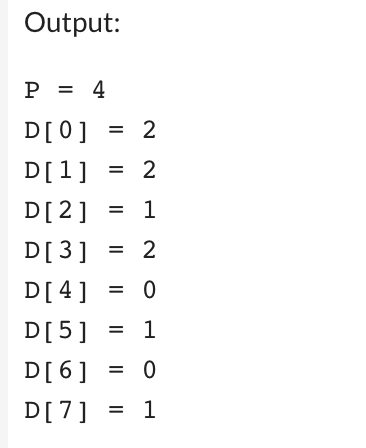 Output:
P = 4
D[0] = 2
D[1] = 2
D[2] = 1
D[3] = 2
D[4] = 0
D[5] = 1
D[6] = 0
D[7] = 1